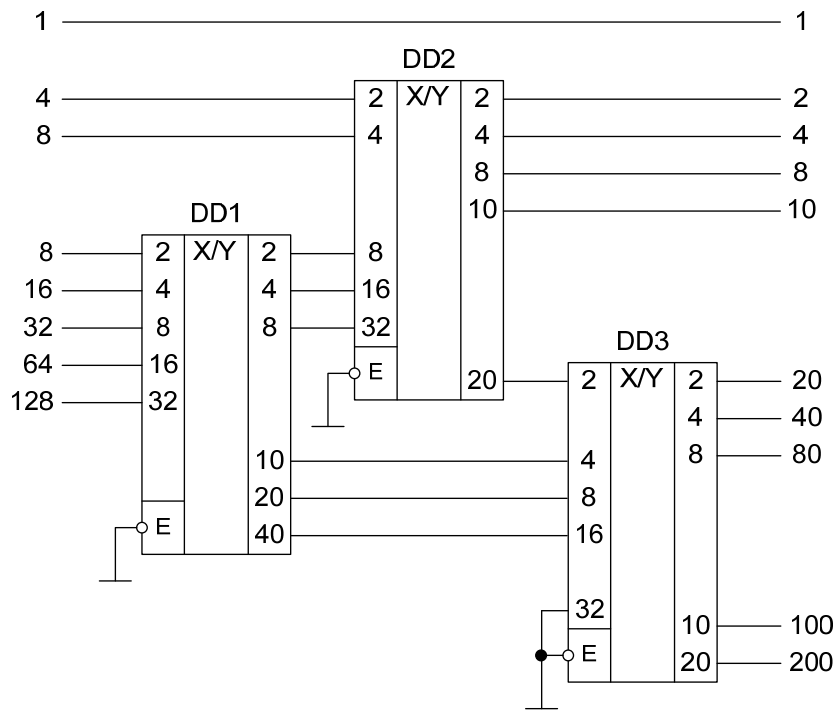 1 1
DD2
4 2 X/Y 2 2
8 4 4 4
8 8
10 10
DD1
8 2 X/Y 2 8
16 4 4 16
32 8 8 32
E
64 16
DD3
20 2 X/Y 2 20
128 32
4 40
8 80
10 4
20 8
E 40 16
32
10 100
E
20 200